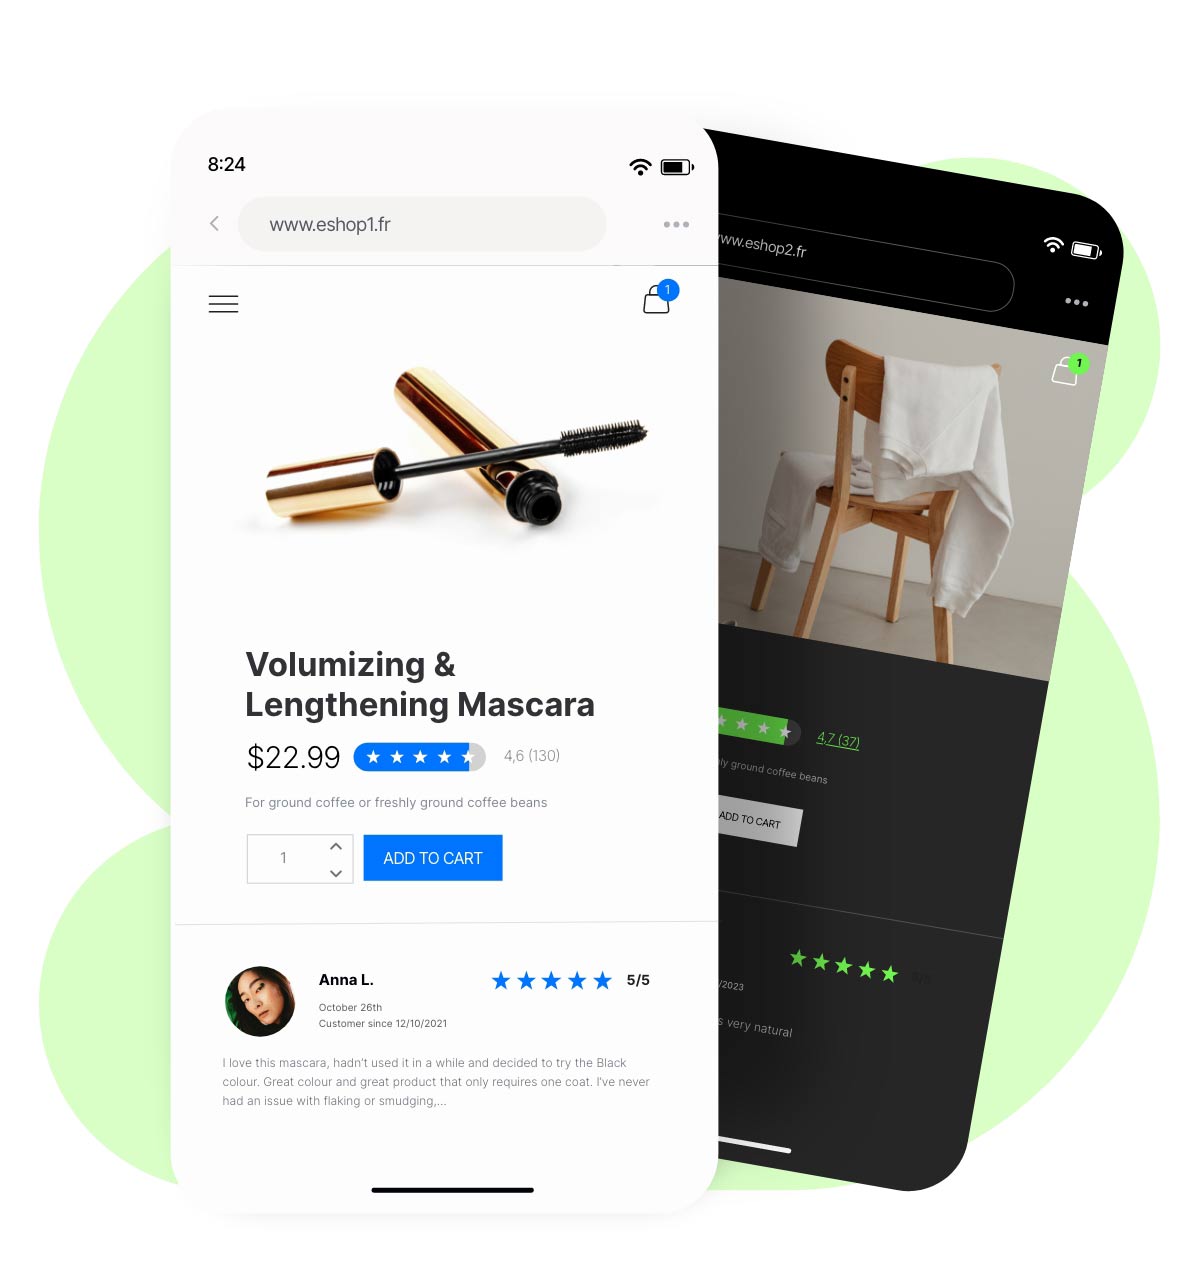 8:24
www.eshop1.fr
1
Volumizing &
Lengthening Mascara
$22.99
4,6 (130)
For ground coffee or freshly ground coffee beans
1
ADD TO CART
Anna L.
5/5
October 26th
Customer since 12/10/2021
I love this mascara, hadn't used it in a while and decided to try the Black
colour. Great colour and great product that only requires one coat. I've never
had an issue with flaking or smudging,...
www.eshop2.fr
1
4,7 (37)
ground coffee beans
ADD TO CART
5/5
/2023
very natural